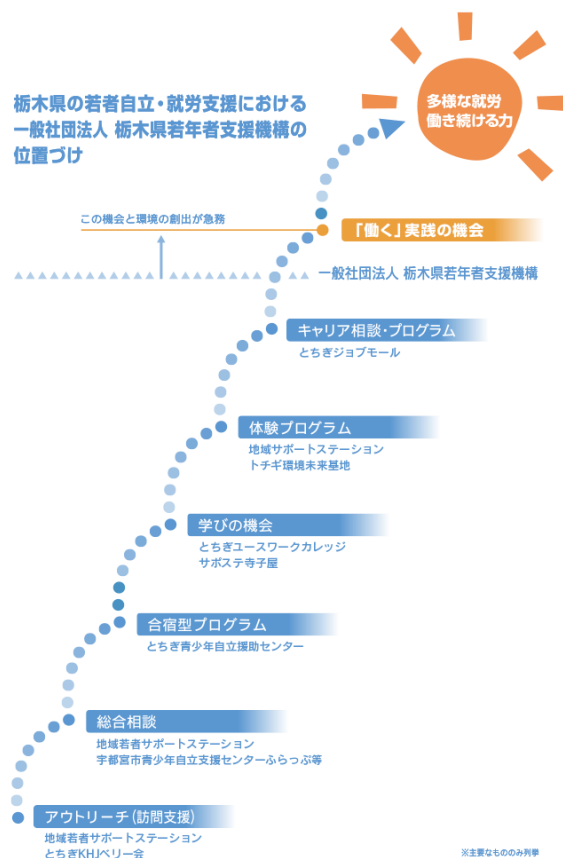 栃木県の若者自立・就労支援における
一般社団法人 栃木県若年者支援機構の
位置づけ
多様な就労
働き続ける力
この機会と環境の創出が急務
「働く」実践の機会
一般社団法人 栃木県若年者支援機構
キャリア相談・プログラム
とちぎジョブモール
体験プログラム
地域サポートステーション
トチギ環境未来基地
学びの機会
とちぎユースワークカレッジ
サポステ寺子屋
合宿型プログラム
とちぎ青少年自立援助センター
総合相談
地域若者サポートステーション
宇都宮市青少年自立支援センターふらっぷ等
アウトリーチ（訪問支援）
地域若者サポートステーション
とちぎKHJベリー会
※主要なもののみ列挙